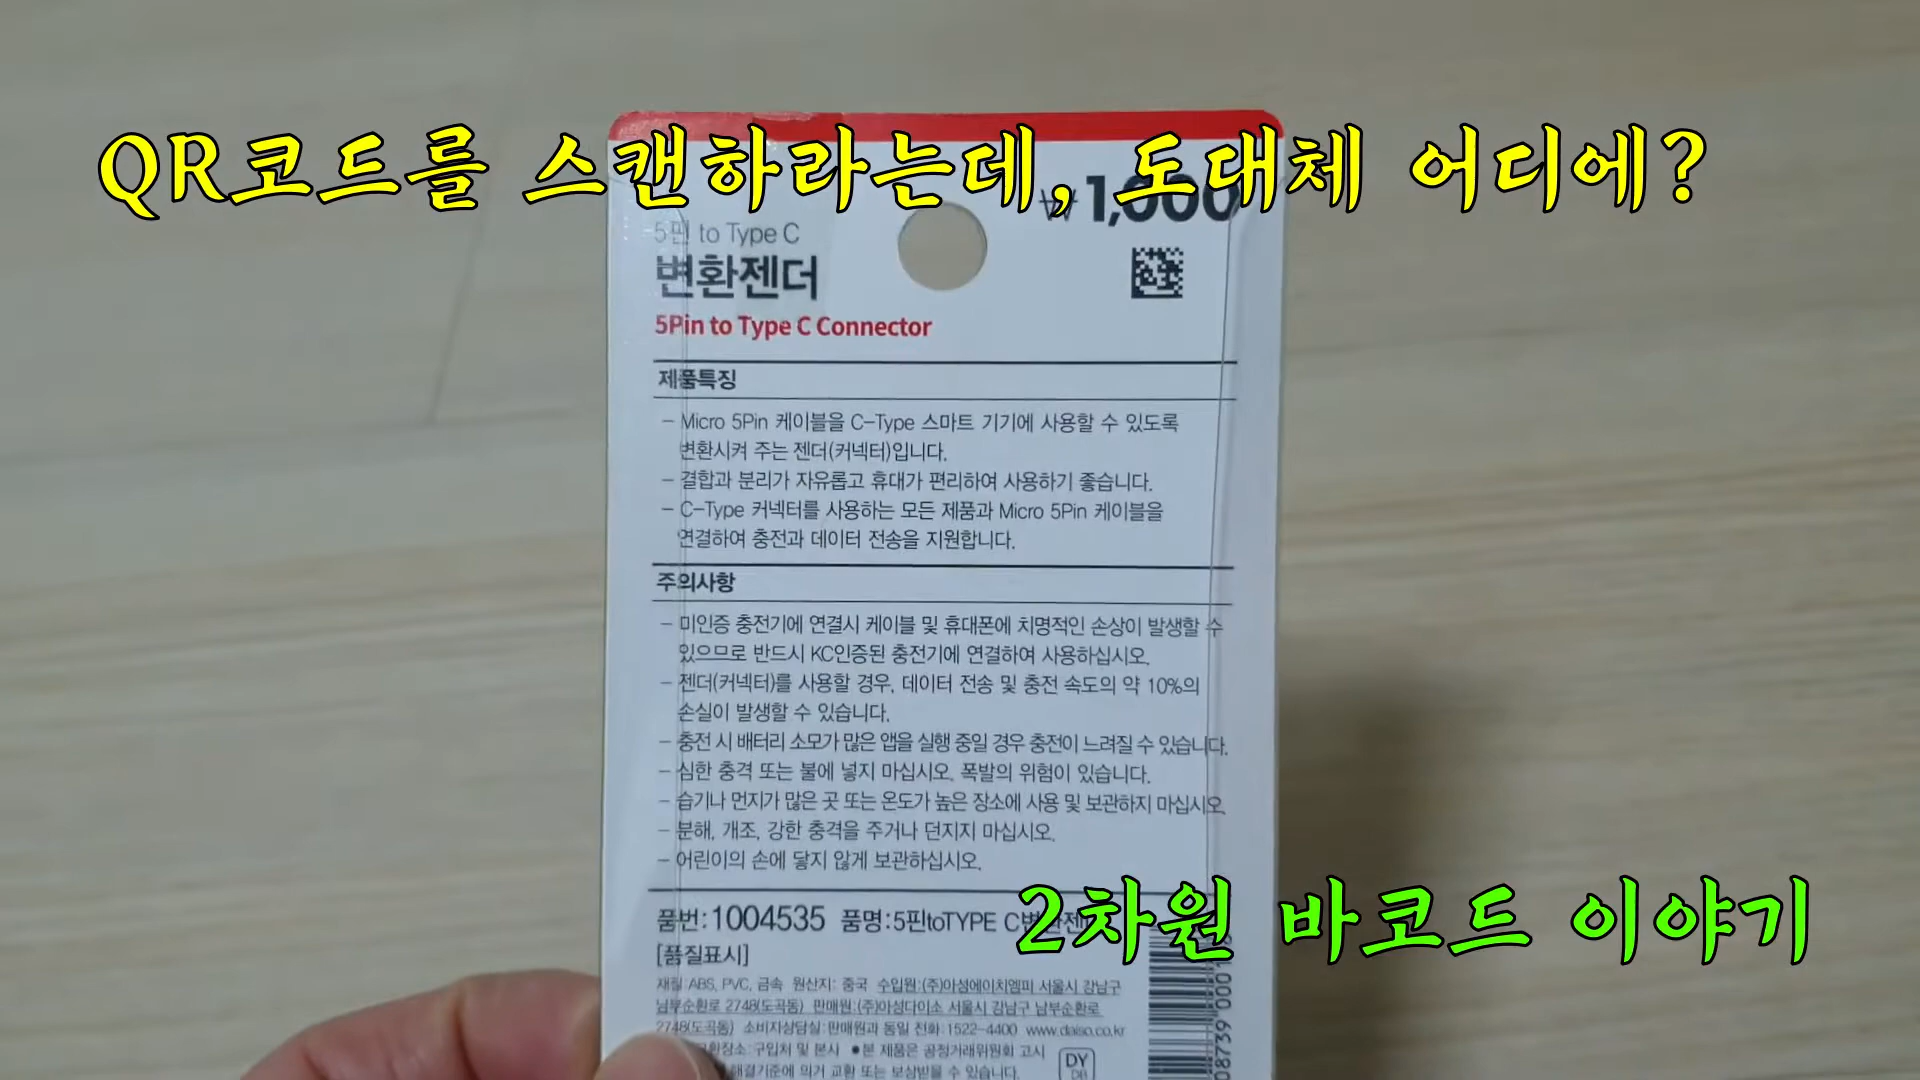 QR코드를 스캔하라는데, 도대체 어디에?
₩1,000
5핀 to Type C
변환젠더
5Pin to Type C Connector
제품특징
- Micro 5Pin 케이블을 C-Type 스마트 기기에 사용할 수 있도록
변환시켜 주는 젠더(커넥터)입니다.
- 결합과 분리가 자유롭고 휴대가 편리하여 사용하기 좋습니다.
- C-Type 커넥터를 사용하는 모든 제품과 Micro 5Pin 케이블을
연결하여 충전과 데이터 전송을 지원합니다.
주의사항
- 미인증 충전기에 연결시 케이블 및 휴대폰에 치명적인 손상이 발생할 수
있으므로 반드시 KC인증된 충전기에 연결하여 사용하십시오.
- 젠더(커넥터)를 사용할 경우, 데이터 전송 및 충전 속도의 약 10%의
손실이 발생할 수 있습니다.
- 충전 시 배터리 소모가 많은 앱을 실행 중일 경우 충전이 느려질 수 있습니다.
- 심한 충격 또는 불에 넣지 마십시오. 폭발의 위험이 있습니다.
- 습기나 먼지가 많은 곳 또는 온도가 높은 장소에 사용 및 보관하지 마십시오.
- 분해, 개조, 강한 충격을 주거나 던지지 마십시오.
- 어린이의 손에 닿지 않게 보관하십시오.
2차원 바코드 이야기
품번:1004535 품명:5핀toTYPE C변환젠
[품질표시]
재질:ABS, PVC, 금속 원산지: 중국 수입원:(주)아성에이치엠피 서울시 강남구
남부순환로 2748(도곡동) 판매원:(주)아성다이소 서울시 강남구 남부순환로
2748(도곡동) 소비자상담실:판매원과 동일 전화:1522-4400 www.daiso.co.kr
교환장소:구입처 및 본사 ●본 제품은 공정거래위원회 고시
해결기준에 의거 교환 또는 보상받을 수 있습니다.
DY
08739 000